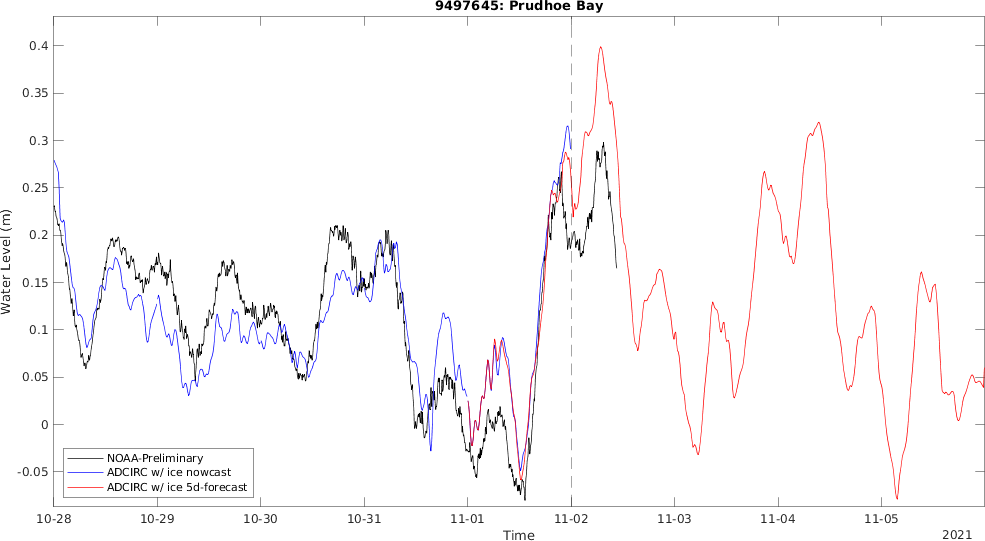 9497645: Prudhoe Bay
Water Level (m)
0.4
0.35
0.3
0.25
0.2
0.15
0.1
0.05
0
-0.05
NOAA-Preliminary
ADCIRC w/ ice nowcast
ADCIRC w/ ice 5d-forecast
10-28 10-29 10-30 10-31 11-01 11-02 11-03 11-04 11-05
Time
2021